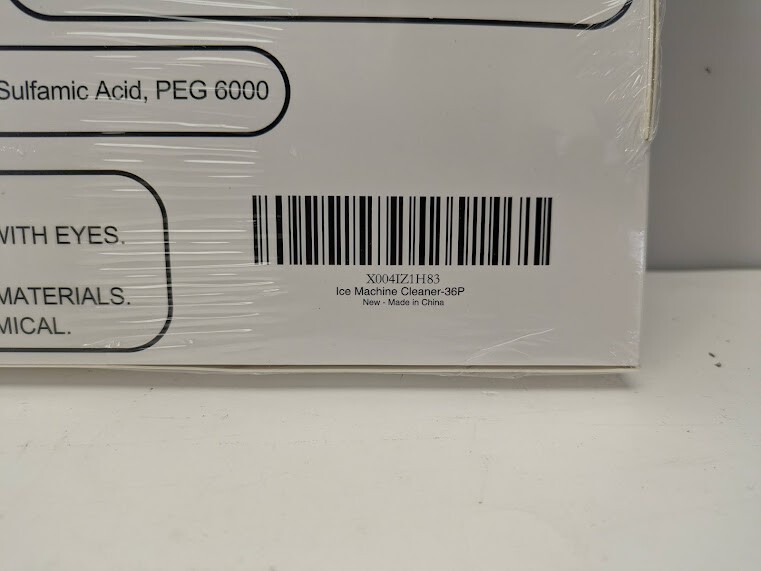 Sulfamic Acid, PEG 6000
WITH EYES.
MATERIALS.
MICAL.
X004IZ1H83
Ice Machine Cleaner-36P
New - Made in China